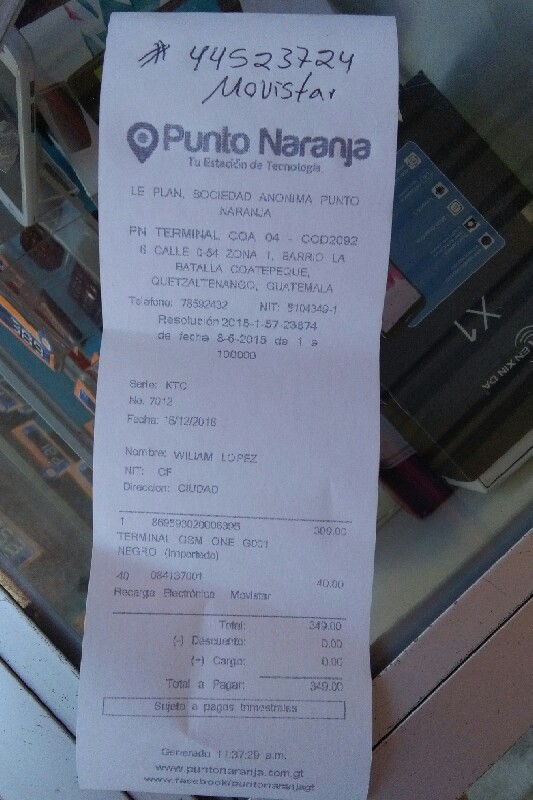 # 44523724
Movistar
Punto Naranja
Tu Estación de Tecnología
LE PLAN, SOCIEDAD ANONIMA PUNTO
NARANJA
PN TERMINAL COA 04 - COD2092
6 CALLE 0-54 ZONA 1, BARRIO LA
BATALLA COATEPEQUE,
QUETZALTENANGO, GUATEMALA
Telefono: 78592432 NIT: 5104349-1
Resolución 2015-1-57-23674
de fecha 8-6-2015 de 1 a
100000
Serie: KTC
No. 7012
Fecha: 16/12/2016
Nombre: WILIAM LOPEZ
NIT: CF
Direccion: CIUDAD
1 869593020006395 309.00
TERMINAL GSM ONE G001
NEGRO (Importado)
40 084137001 40.00
Recarga Electrónica Movistar
Total: 349.00
(-) Descuento: 0.00
(+) Cargo: 0.00
Total a Pagar: 349.00
Sujeto a pagos trimestrales
Generado 11:37:29 a.m.
www.puntonaranja.com.gt
www.facebook/puntonaranjagt
X1